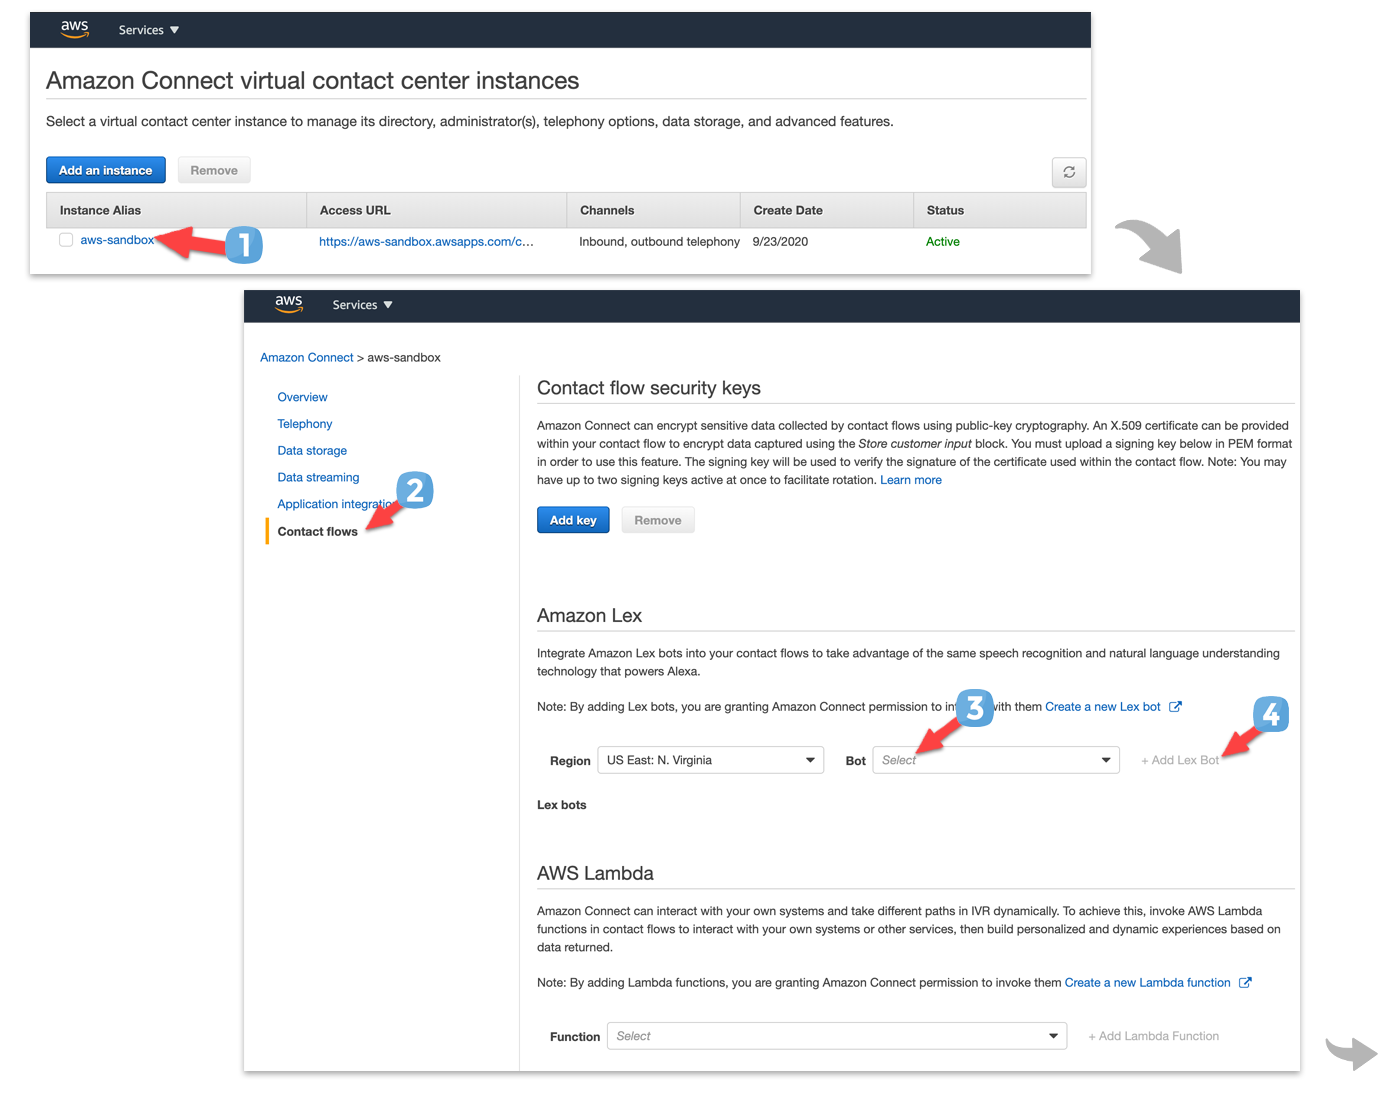 aws Services
Amazon Connect virtual contact center instances
Select a virtual contact center instance to manage its directory, administrator(s), telephony options, data storage, and advanced features.
Add an instance Remove
Instance Alias Access URL Channels Create Date Status
aws-sandbox 1 https://aws-sandbox.awsapps.com/c... Inbound, outbound telephony 9/23/2020 Active
aws Services
Amazon Connect > aws-sandbox
Overview
Telephony
Data storage
Data streaming
Application integratio
2
Contact flows
Contact flow security keys
Amazon Connect can encrypt sensitive data collected by contact flows using public-key cryptography. An X.509 certificate can be provided
within your contact flow to encrypt data captured using the Store customer input block. You must upload a signing key below in PEM format
in order to use this feature. The signing key will be used to verify the signature of the certificate used within the contact flow. Note: You may
have up to two signing keys active at once to facilitate rotation. Learn more
Add key Remove
Amazon Lex
Integrate Amazon Lex bots into your contact flows to take advantage of the same speech recognition and natural language understanding
technology that powers Alexa.
Note: By adding Lex bots, you are granting Amazon Connect permission to in 3 with them Create a new Lex bot
4
Region US East: N. Virginia Bot Select + Add Lex Bot
Lex bots
AWS Lambda
Amazon Connect can interact with your own systems and take different paths in IVR dynamically. To achieve this, invoke AWS Lambda
functions in contact flows to interact with your own systems or other services, then build personalized and dynamic experiences based on
data returned.
Note: By adding Lambda functions, you are granting Amazon Connect permission to invoke them Create a new Lambda function
Function Select + Add Lambda Function